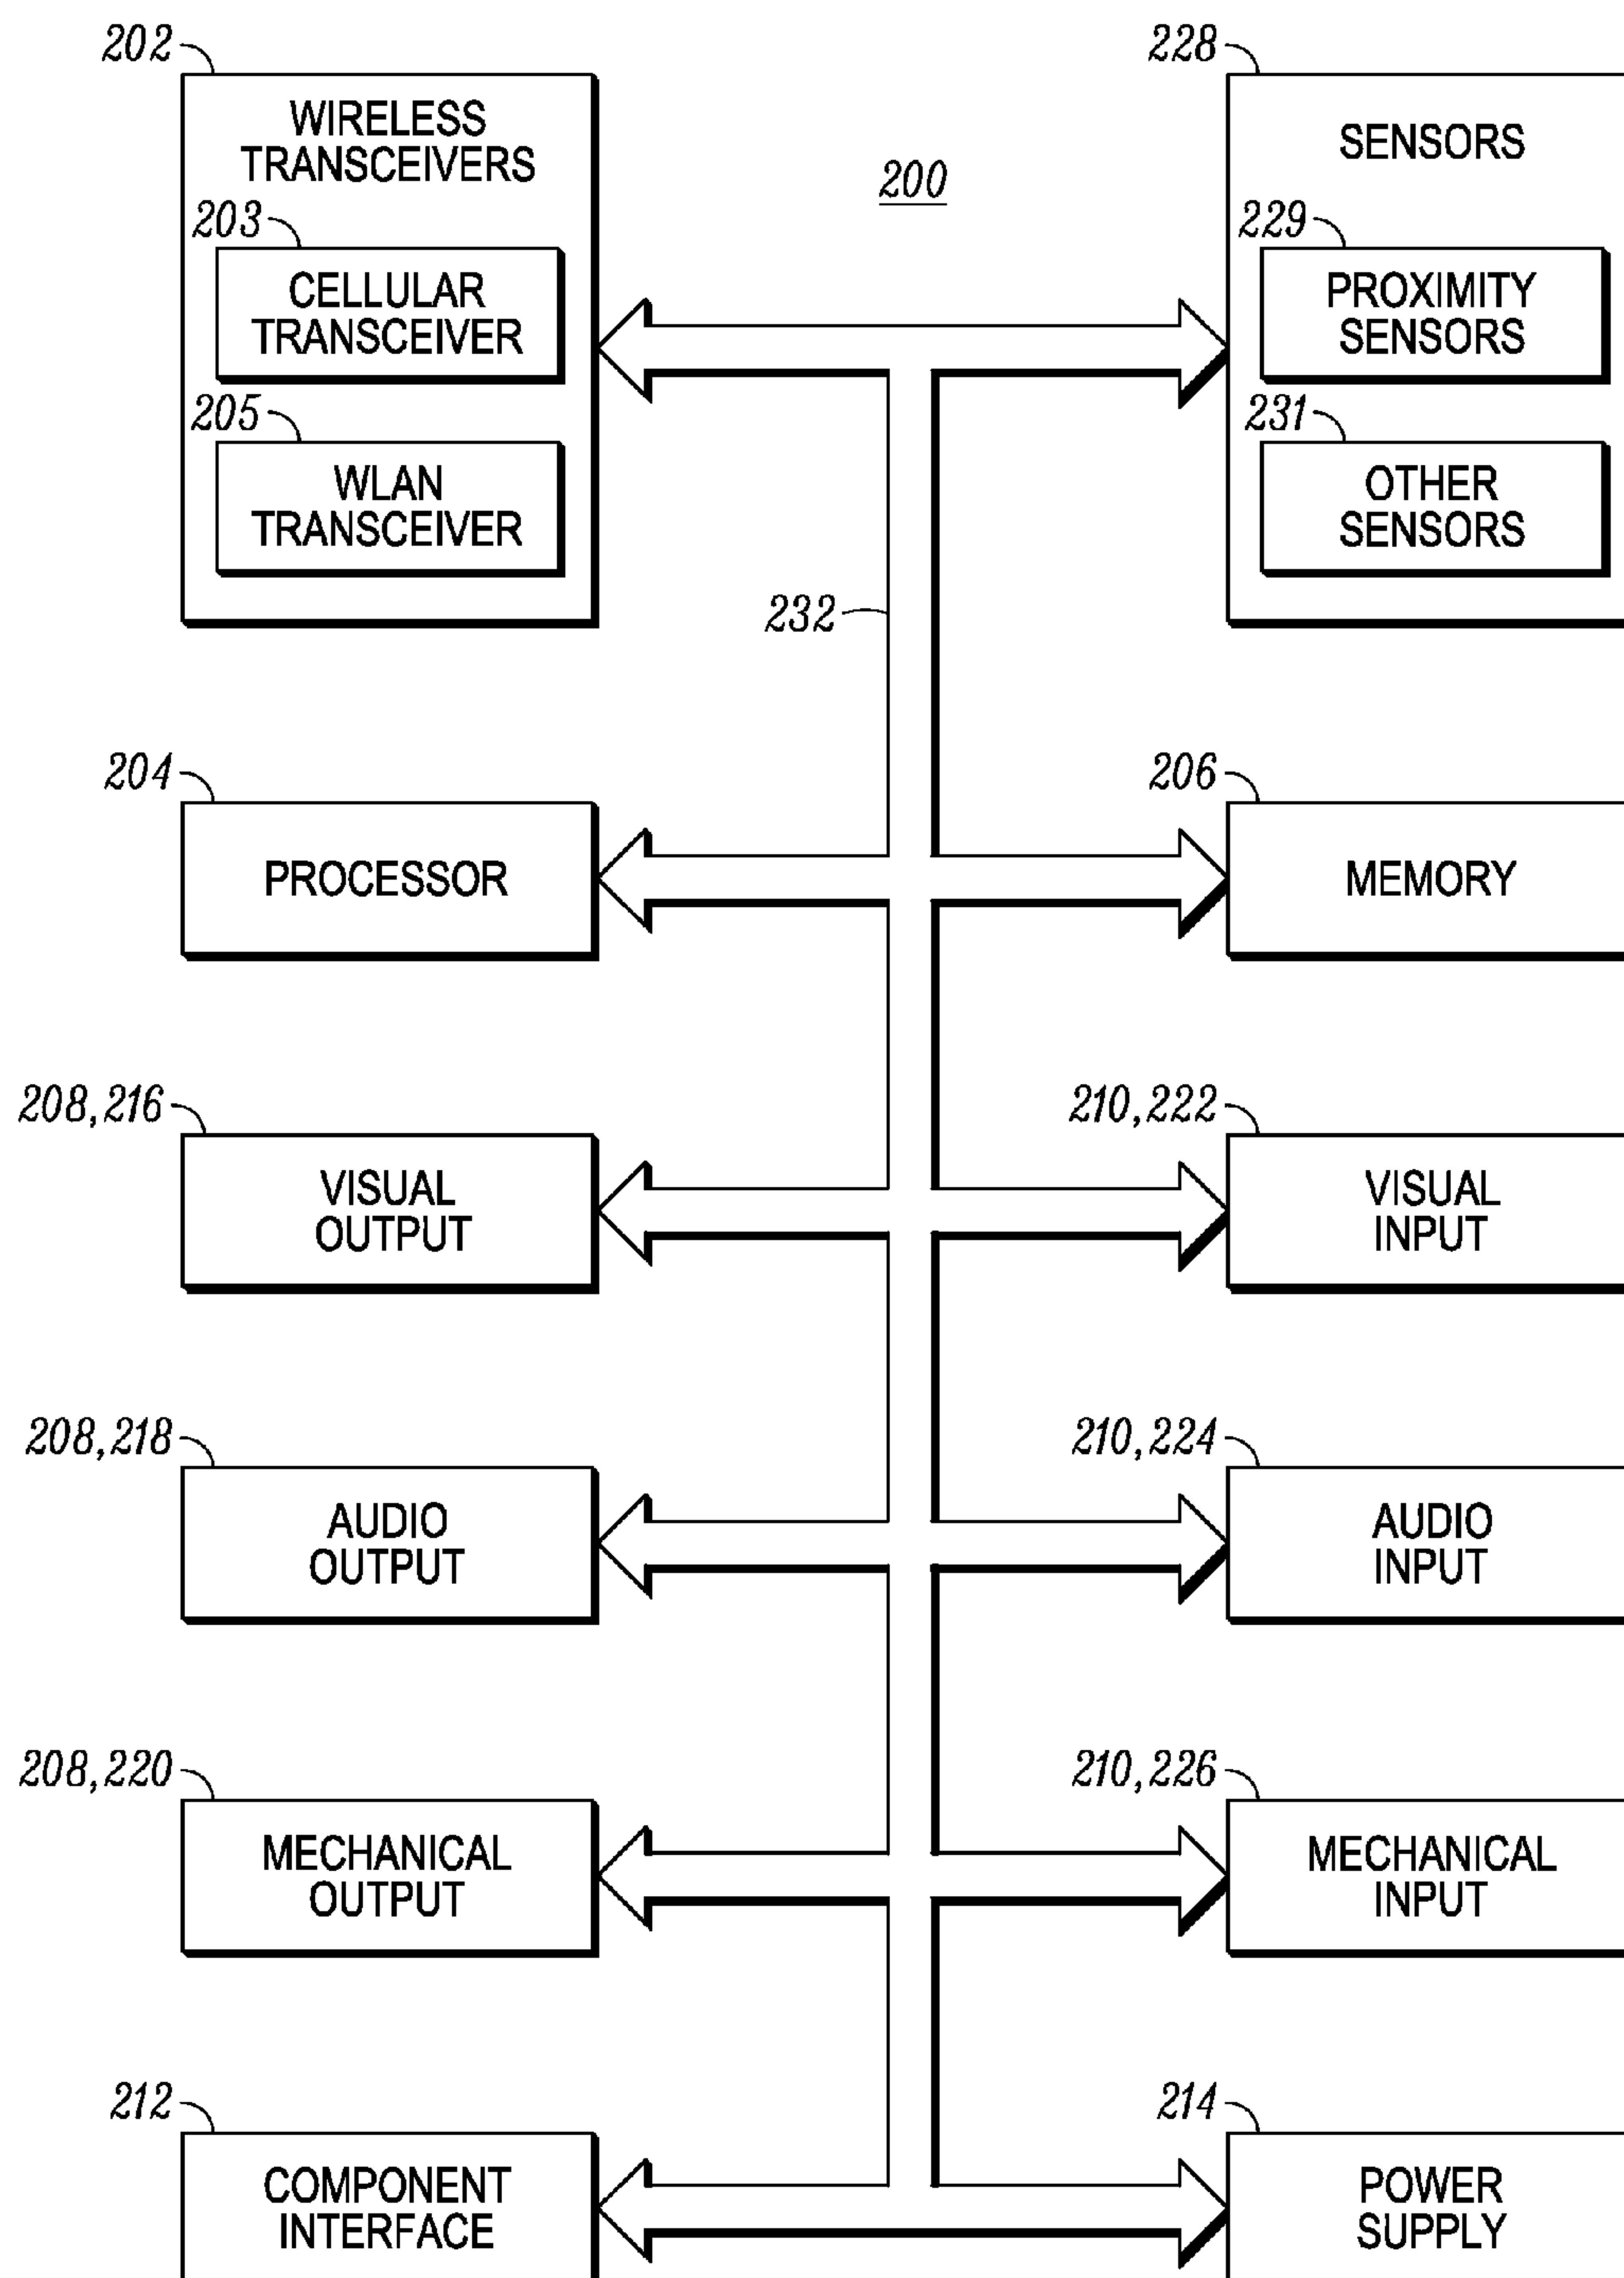 202
WIRELESS
TRANSCEIVERS
203
CELLULAR
TRANSCEIVER
205
WLAN
TRANSCEIVER
200
228
SENSORS
229
PROXIMITY
SENSORS
231
OTHER
SENSORS
232
204
PROCESSOR
206
MEMORY
208,216
VISUAL
OUTPUT
210,222
VISUAL
INPUT
208,218
AUDIO
OUTPUT
210,224
AUDIO
INPUT
208,220
MECHANICAL
OUTPUT
210,226
MECHANICAL
INPUT
212
COMPONENT
INTERFACE
214
POWER
SUPPLY